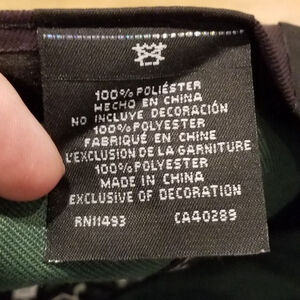 100% POLIÉSTER
HECHO EN CHINA
NO INCLUYE DECORACIÓN
100% POLYESTER
FABRIQUÉ EN CHINE
L'EXCLUSION DE LA GARNITURE
100% POLYESTER
MADE IN CHINA
EXCLUSIVE OF DECORATION
RN11493 CA40289